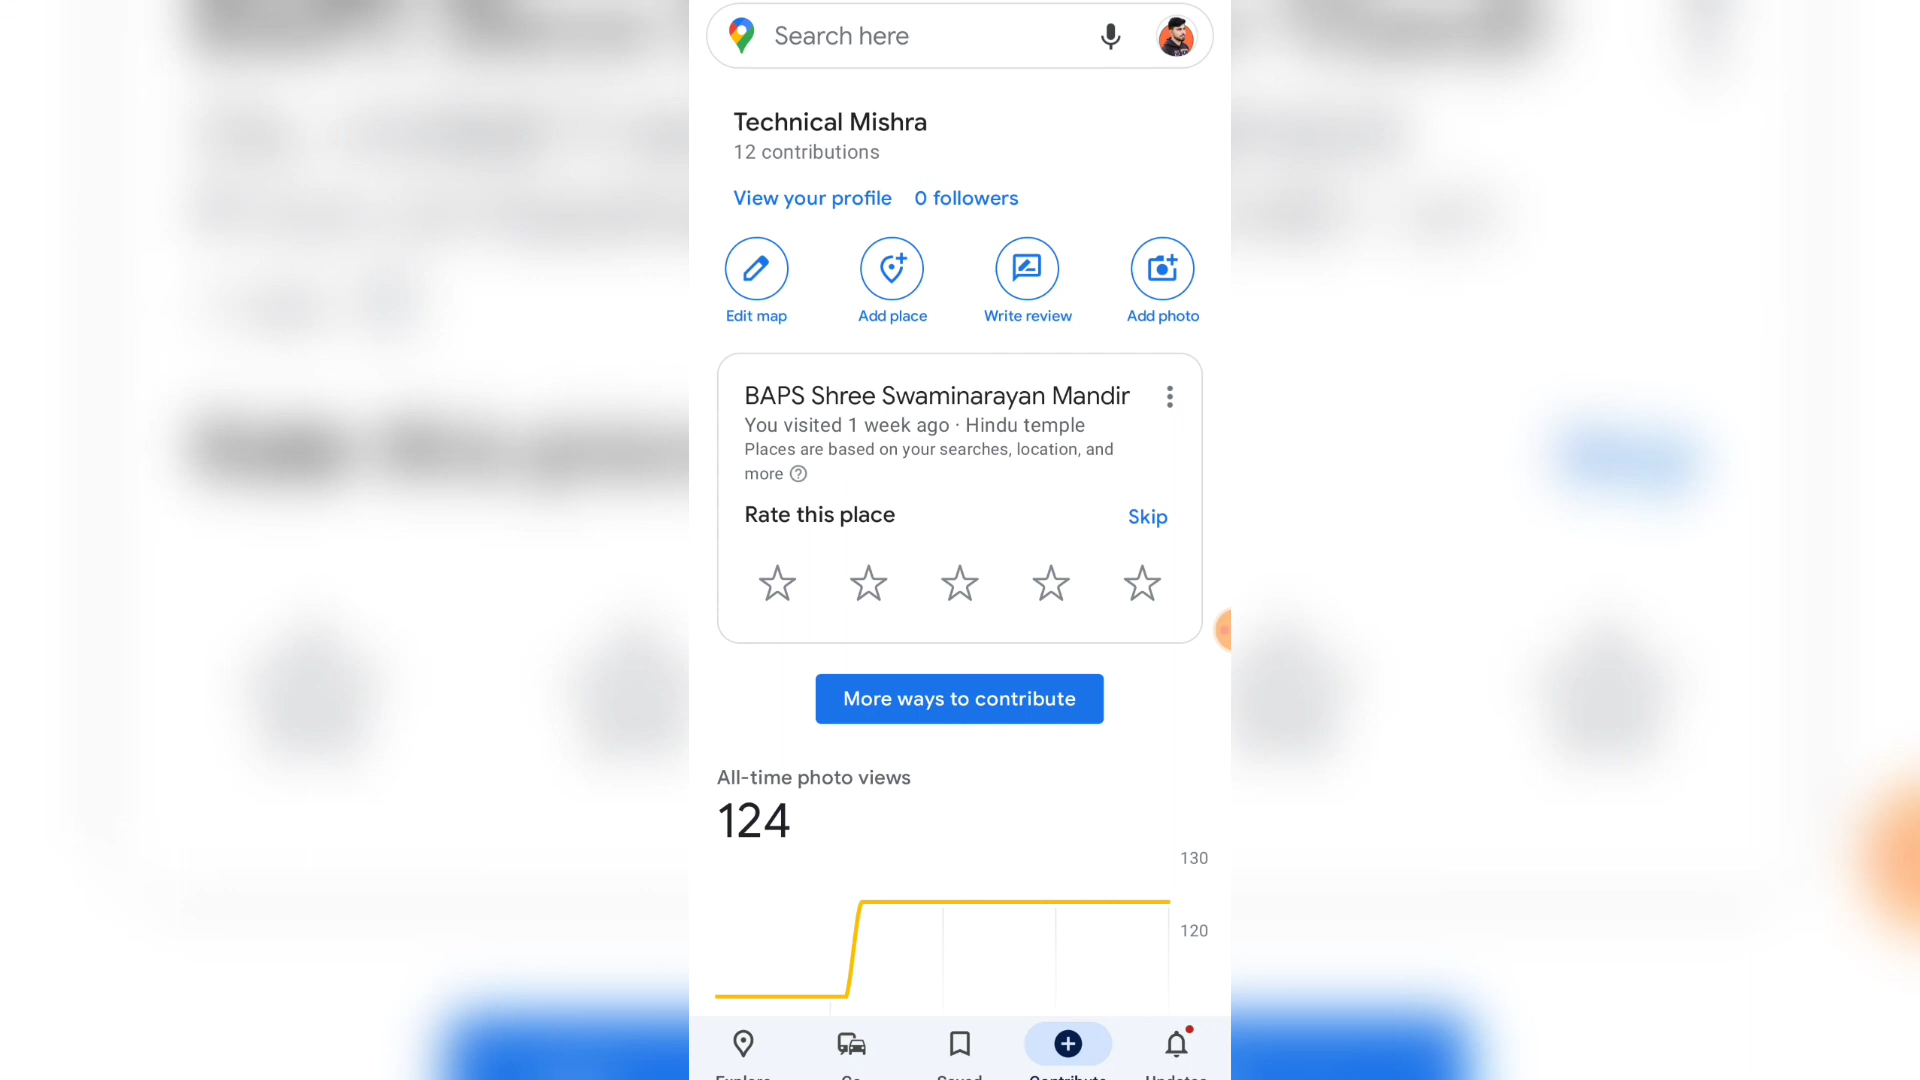 Search here
Technical Mishra
12 contributions
View your profile 0 followers
Edit map Add place Write review Add photo
BAPS Shree Swaminarayan Mandir
You visited 1 week ago · Hindu temple
Places are based on your searches, location, and
more
Rate this place Skip
More ways to contribute
All-time photo views
124
130
120